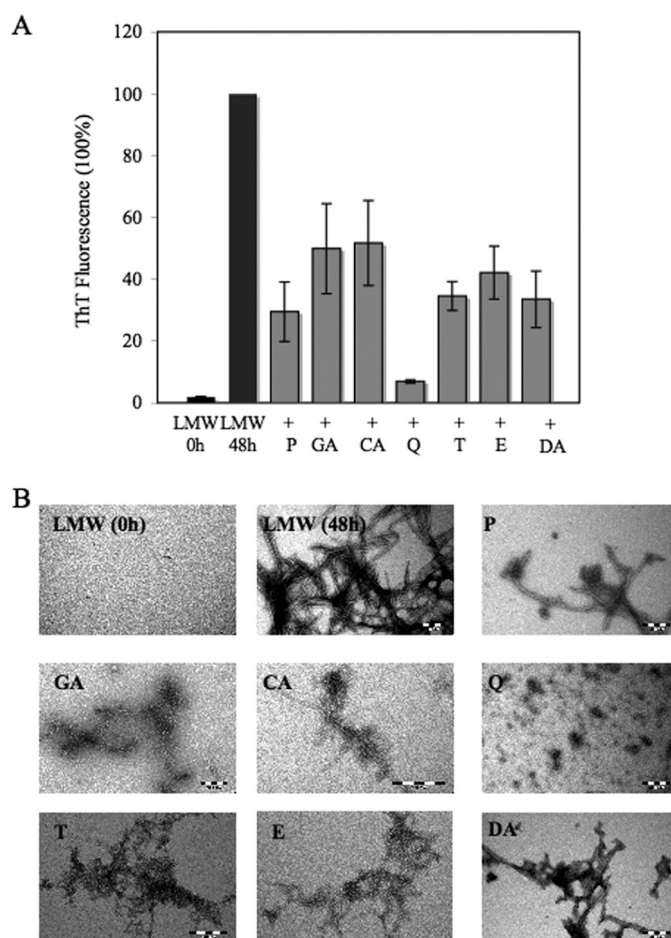 A
120
100
80
60
40
20
0
ThT Fluorescence (100%)
LMW LMW + + + + + + +
0h 48h P GA CA Q T E DA
B
LMW (0h) LMW (48h) P
GA CA Q
T E DA